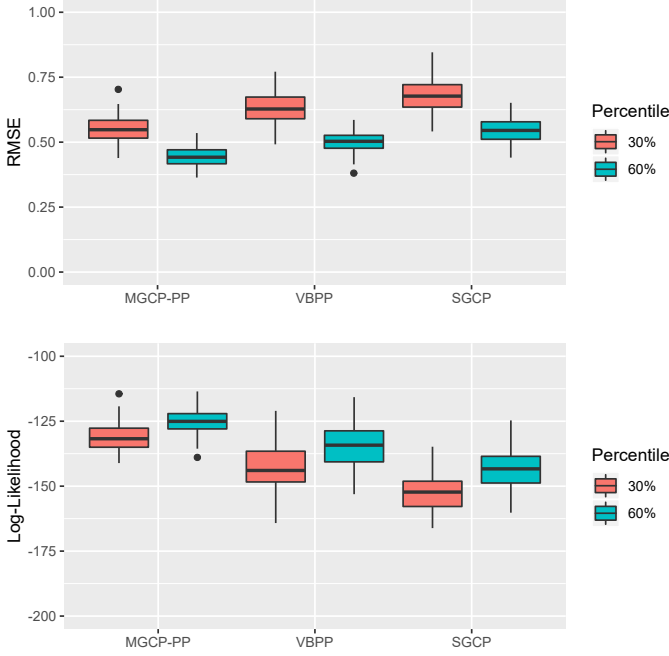 1.00
0.75
0.50
0.25
0.00
RMSE
MGCP-PP VBPP SGCP
Percentile
30%
60%
-100
-125
-150
-175
-200
Log-Likelihood
MGCP-PP VBPP SGCP
Percentile
30%
60%